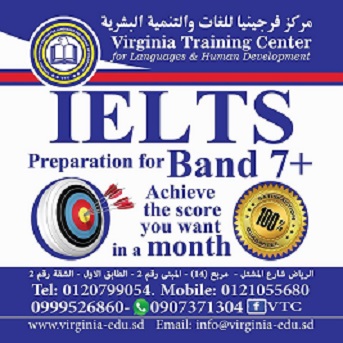 مركز فرجينيا للغات والتنمية البشرية
Virginia Training Center
for Languages & Human Development
IELTS
Preparation for Band 7+
Achieve
the score
you want
in a month
SATISFACTION
100%
GUARANTEED
الرياض شارع المشتل - مربع (14) - المبنى رقم 2 - الطابق الاول - الشقة رقم 2
Tel: 0120799054. Mobile: 0121055680
0999526860- 0907371304 f VTC
www.virginia-edu.sd Email: info@virginia-edu.sd